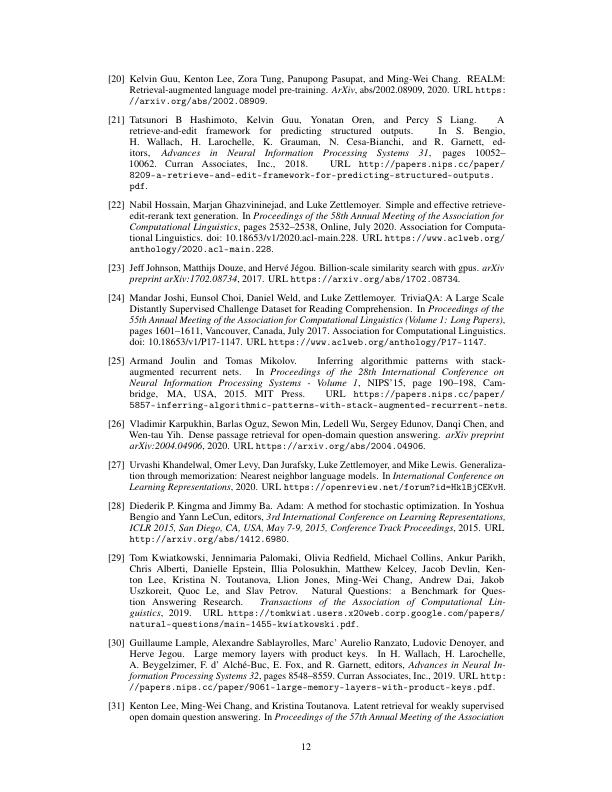 [20] Kelvin Guu, Kenton Lee, Zora Tung, Panupong Pasupat, and Ming-Wei Chang. REALM:
Retrieval-augmented language model pre-training. ArXiv, abs/2002.08909, 2020. URL https:
//arxiv.org/abs/2002.08909.
[21] Tatsunori B Hashimoto, Kelvin Guu, Yonatan Oren, and Percy S Liang. A
retrieve-and-edit framework for predicting structured outputs. In S. Bengio,
H. Wallach, H. Larochelle, K. Grauman, N. Cesa-Bianchi, and R. Garnett, ed-
itors, Advances in Neural Information Processing Systems 31, pages 10052–
10062. Curran Associates, Inc., 2018. URL http://papers.nips.cc/paper/
8209-a-retrieve-and-edit-framework-for-predicting-structured-outputs.
pdf.
[22] Nabil Hossain, Marjan Ghazvininejad, and Luke Zettlemoyer. Simple and effective retrieve-
edit-rerank text generation. In Proceedings of the 58th Annual Meeting of the Association for
Computational Linguistics, pages 2532–2538, Online, July 2020. Association for Computa-
tional Linguistics. doi: 10.18653/v1/2020.acl-main.228. URL https://www.aclweb.org/
anthology/2020.acl-main.228.
[23] Jeff Johnson, Matthijs Douze, and Hervé Jégou. Billion-scale similarity search with gpus. arXiv
preprint arXiv:1702.08734, 2017. URL https://arxiv.org/abs/1702.08734.
[24] Mandar Joshi, Eunsol Choi, Daniel Weld, and Luke Zettlemoyer. TriviaQA: A Large Scale
Distantly Supervised Challenge Dataset for Reading Comprehension. In Proceedings of the
55th Annual Meeting of the Association for Computational Linguistics (Volume 1: Long Papers),
pages 1601–1611, Vancouver, Canada, July 2017. Association for Computational Linguistics.
doi: 10.18653/v1/P17-1147. URL https://www.aclweb.org/anthology/P17-1147.
[25] Armand Joulin and Tomas Mikolov. Inferring algorithmic patterns with stack-
augmented recurrent nets. In Proceedings of the 28th International Conference on
Neural Information Processing Systems - Volume 1, NIPS’15, page 190–198, Cam-
bridge, MA, USA, 2015. MIT Press. URL https://papers.nips.cc/paper/
5857-inferring-algorithmic-patterns-with-stack-augmented-recurrent-nets.
[26] Vladimir Karpukhin, Barlas Oguz, Sewon Min, Ledell Wu, Sergey Edunov, Danqi Chen, and
Wen-tau Yih. Dense passage retrieval for open-domain question answering. arXiv preprint
arXiv:2004.04906, 2020. URL https://arxiv.org/abs/2004.04906.
[27] Urvashi Khandelwal, Omer Levy, Dan Jurafsky, Luke Zettlemoyer, and Mike Lewis. Generaliza-
tion through memorization: Nearest neighbor language models. In International Conference on
Learning Representations, 2020. URL https://openreview.net/forum?id=HklBjCEKvH.
[28] Diederik P. Kingma and Jimmy Ba. Adam: A method for stochastic optimization. In Yoshua
Bengio and Yann LeCun, editors, 3rd International Conference on Learning Representations,
ICLR 2015, San Diego, CA, USA, May 7-9, 2015, Conference Track Proceedings, 2015. URL
http://arxiv.org/abs/1412.6980.
[29] Tom Kwiatkowski, Jennimaria Palomaki, Olivia Redfield, Michael Collins, Ankur Parikh,
Chris Alberti, Danielle Epstein, Illia Polosukhin, Matthew Kelcey, Jacob Devlin, Ken-
ton Lee, Kristina N. Toutanova, Llion Jones, Ming-Wei Chang, Andrew Dai, Jakob
Uszkoreit, Quoc Le, and Slav Petrov. Natural Questions: a Benchmark for Ques-
tion Answering Research. Transactions of the Association of Computational Lin-
guistics, 2019. URL https://tomkwiat.users.x20web.corp.google.com/papers/
natural-questions/main-1455-kwiatkowski.pdf.
[30] Guillaume Lample, Alexandre Sablayrolles, Marc’ Aurelio Ranzato, Ludovic Denoyer, and
Herve Jegou. Large memory layers with product keys. In H. Wallach, H. Larochelle,
A. Beygelzimer, F. d’ Alché-Buc, E. Fox, and R. Garnett, editors, Advances in Neural In-
formation Processing Systems 32, pages 8548–8559. Curran Associates, Inc., 2019. URL http:
//papers.nips.cc/paper/9061-large-memory-layers-with-product-keys.pdf.
[31] Kenton Lee, Ming-Wei Chang, and Kristina Toutanova. Latent retrieval for weakly supervised
open domain question answering. In Proceedings of the 57th Annual Meeting of the Association
12